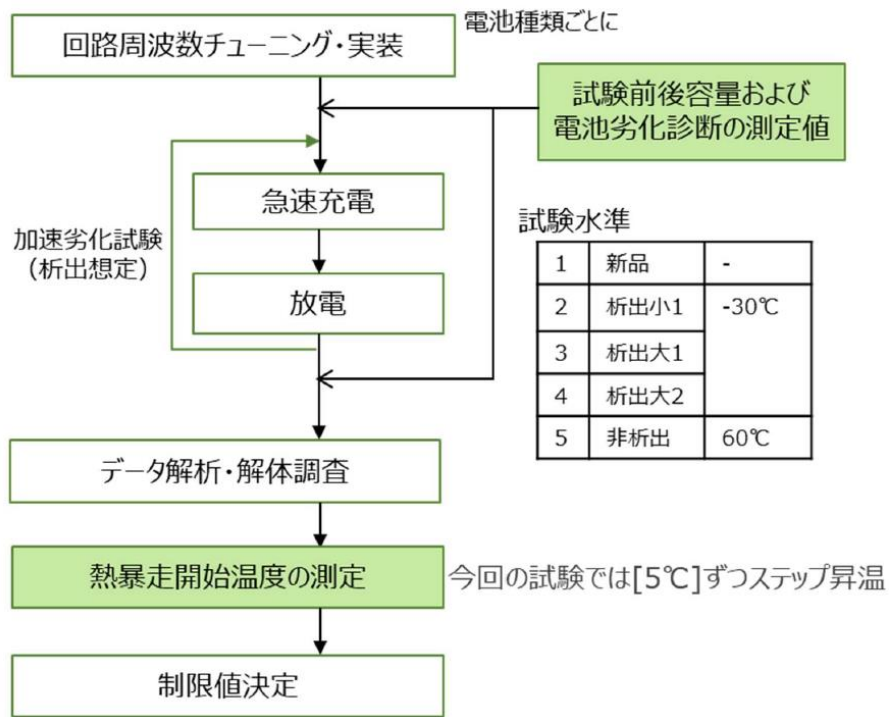 回路周波数チューニング・実装
電池種類ごとに
試験前後容量および
電池劣化診断の測定値
急速充電
加速劣化試験
（析出想定）
放電
試験水準
1 新品 -
2 析出小1 -30℃
3 析出大1
4 析出大2
5 非析出 60℃
データ解析・解体調査
熱暴走開始温度の測定
今回の試験では[5℃]ずつステップ昇温
制限値決定